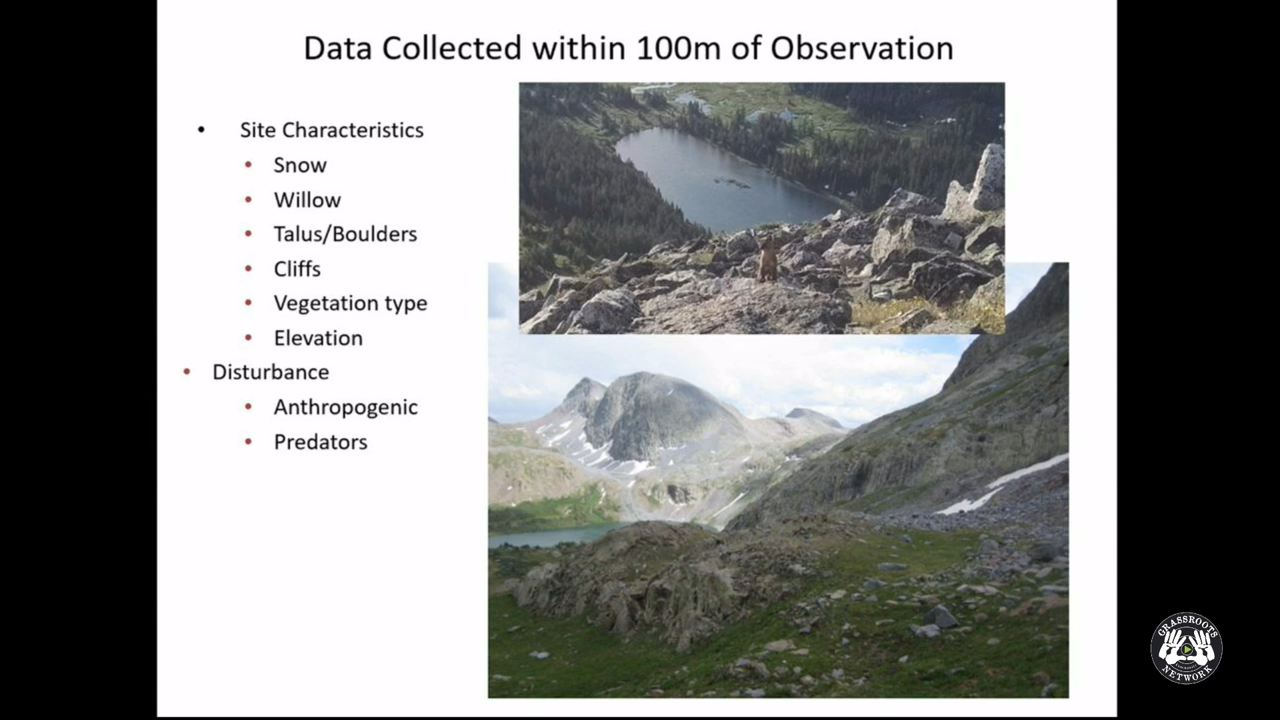 Data Collected within 100m of Observation
• Site Characteristics
• Snow
• Willow
• Talus/Boulders
• Cliffs
• Vegetation type
• Elevation
• Disturbance
• Anthropogenic
• Predators
GRASSROOTS
NETWORK